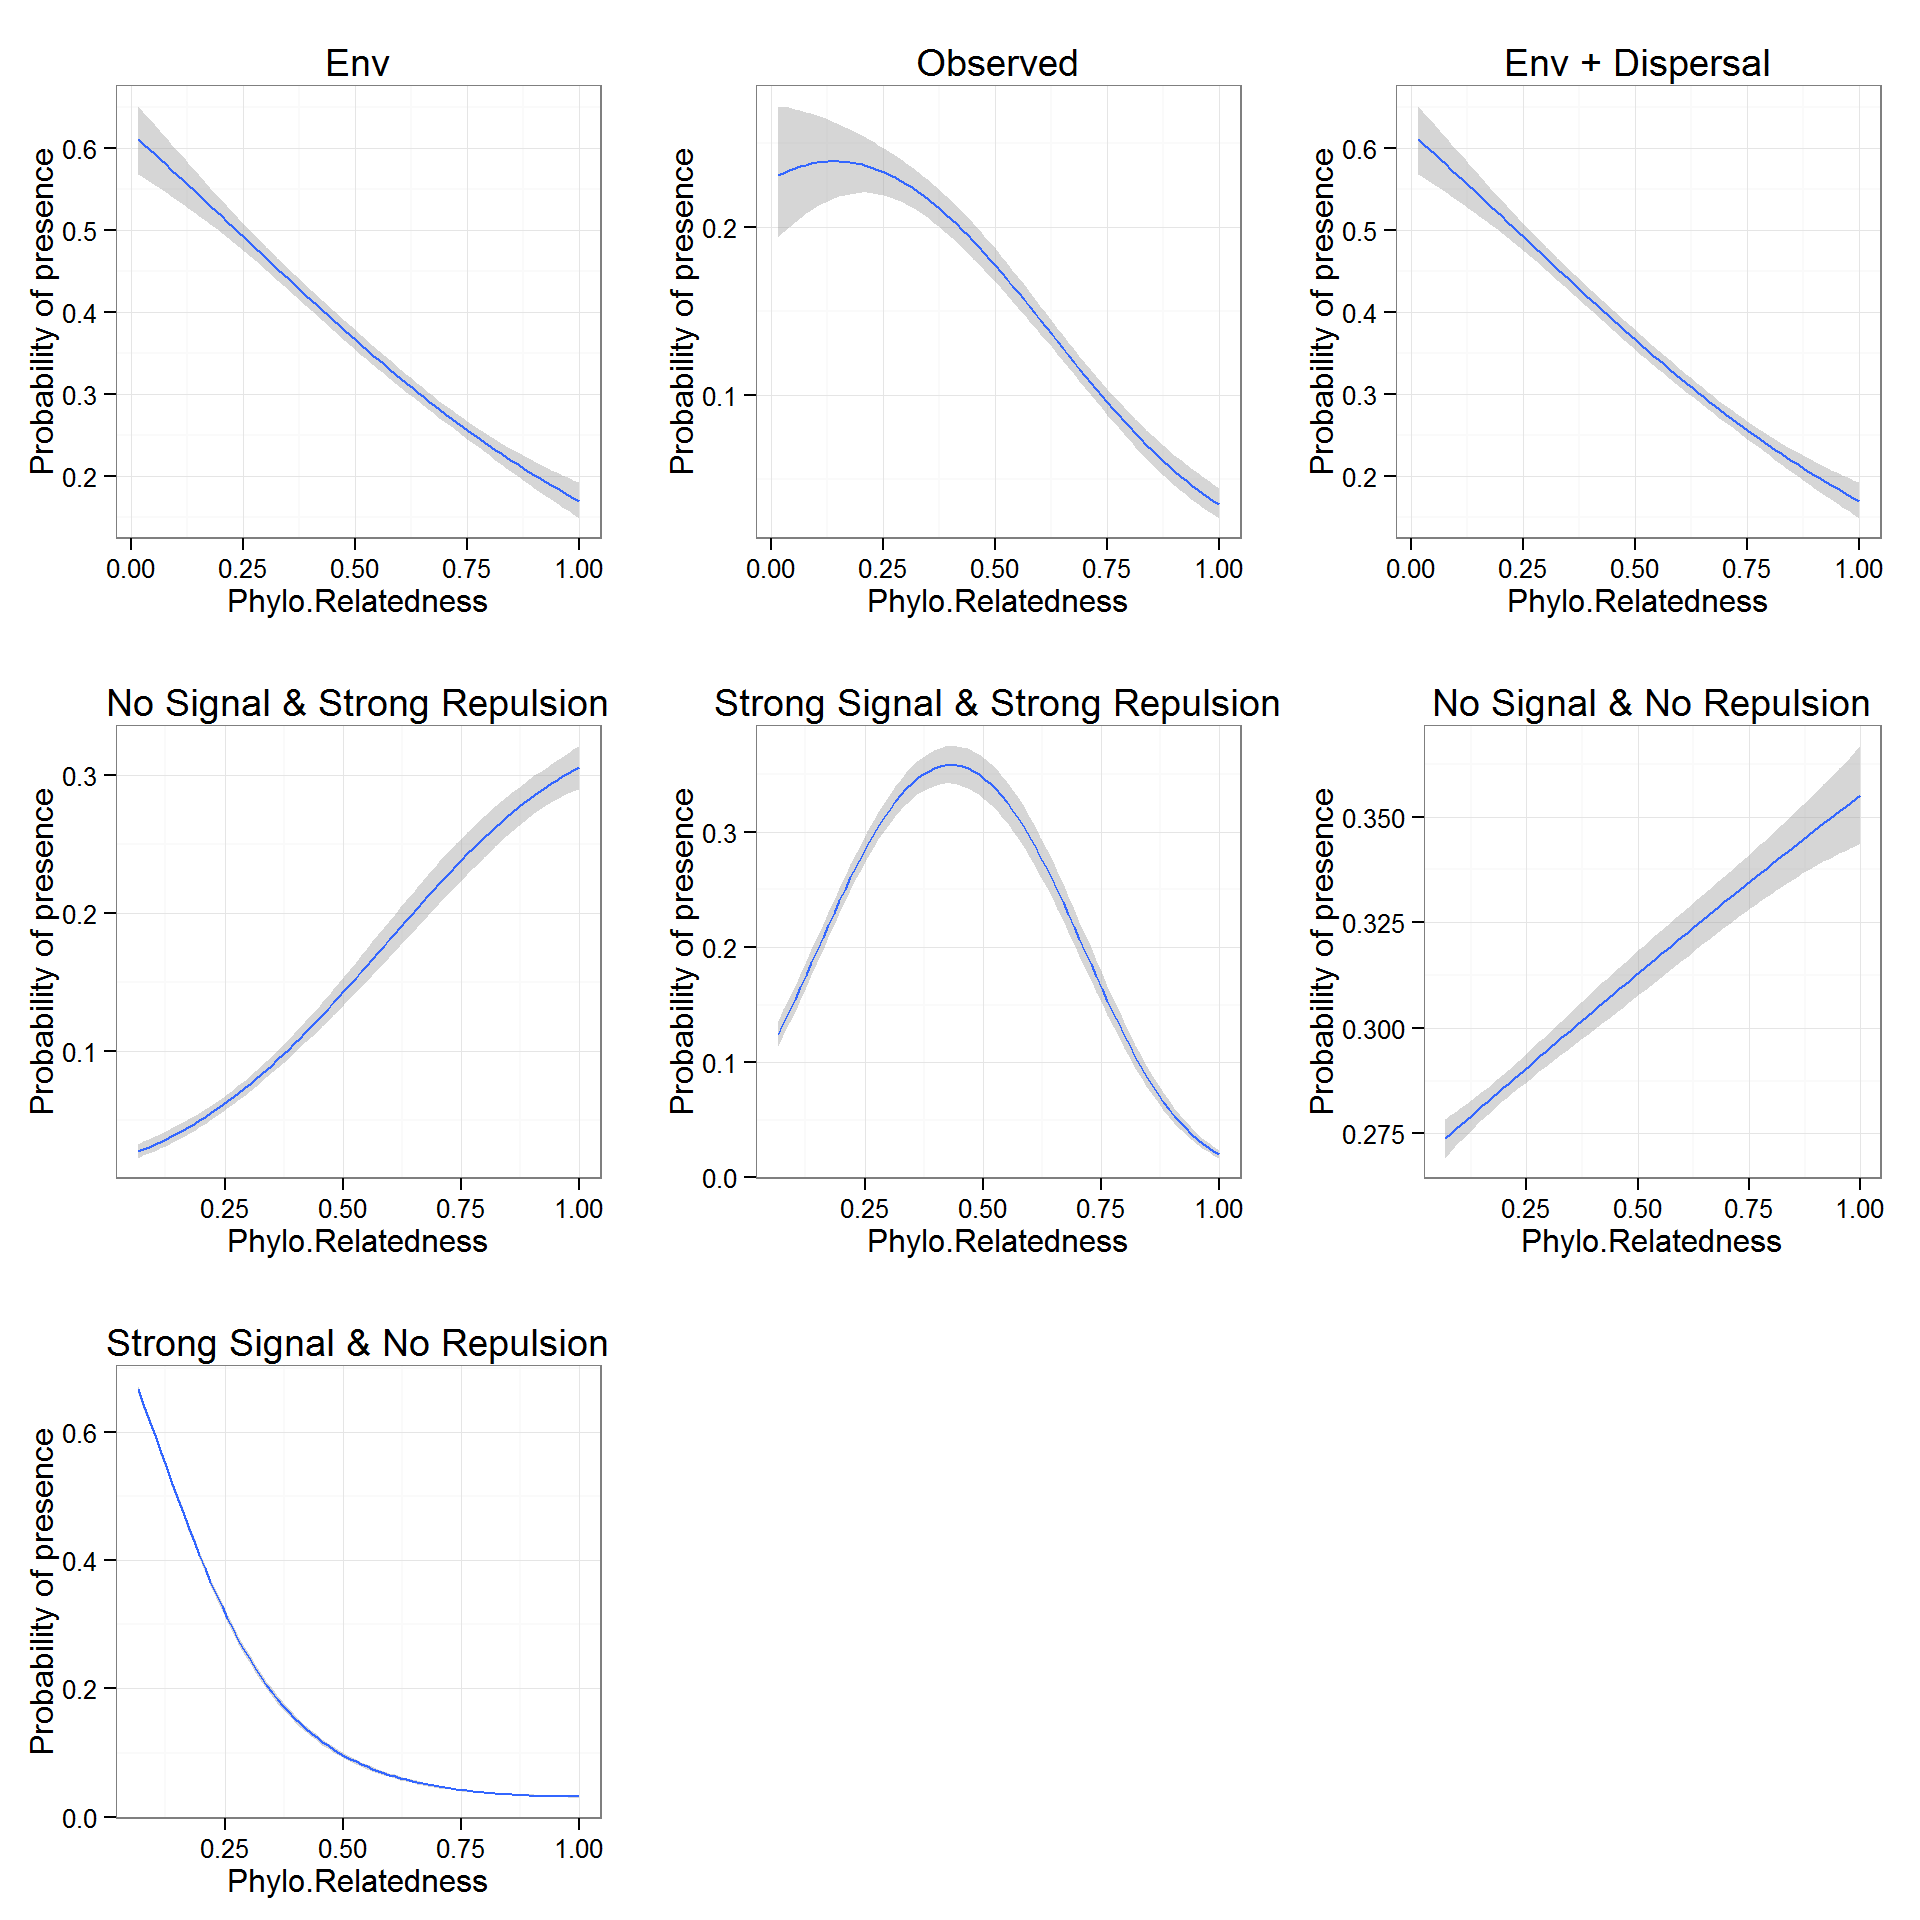 Env
Probability of presence
0.6
0.5
0.4
0.3
0.2
0.00 0.25 0.50 0.75 1.00
Phylo.Relatedness
Observed
Probability of presence
0.2
0.1
0.00 0.25 0.50 0.75 1.00
Phylo.Relatedness
Env + Dispersal
Probability of presence
0.6
0.5
0.4
0.3
0.2
0.00 0.25 0.50 0.75 1.00
Phylo.Relatedness
No Signal & Strong Repulsion
Probability of presence
0.3
0.2
0.1
0.25 0.50 0.75 1.00
Phylo.Relatedness
Strong Signal & Strong Repulsion
Probability of presence
0.3
0.2
0.1
0.0
0.25 0.50 0.75 1.00
Phylo.Relatedness
No Signal & No Repulsion
Probability of presence
0.350
0.325
0.300
0.275
0.25 0.50 0.75 1.00
Phylo.Relatedness
Strong Signal & No Repulsion
Probability of presence
0.6
0.4
0.2
0.0
0.25 0.50 0.75 1.00
Phylo.Relatedness